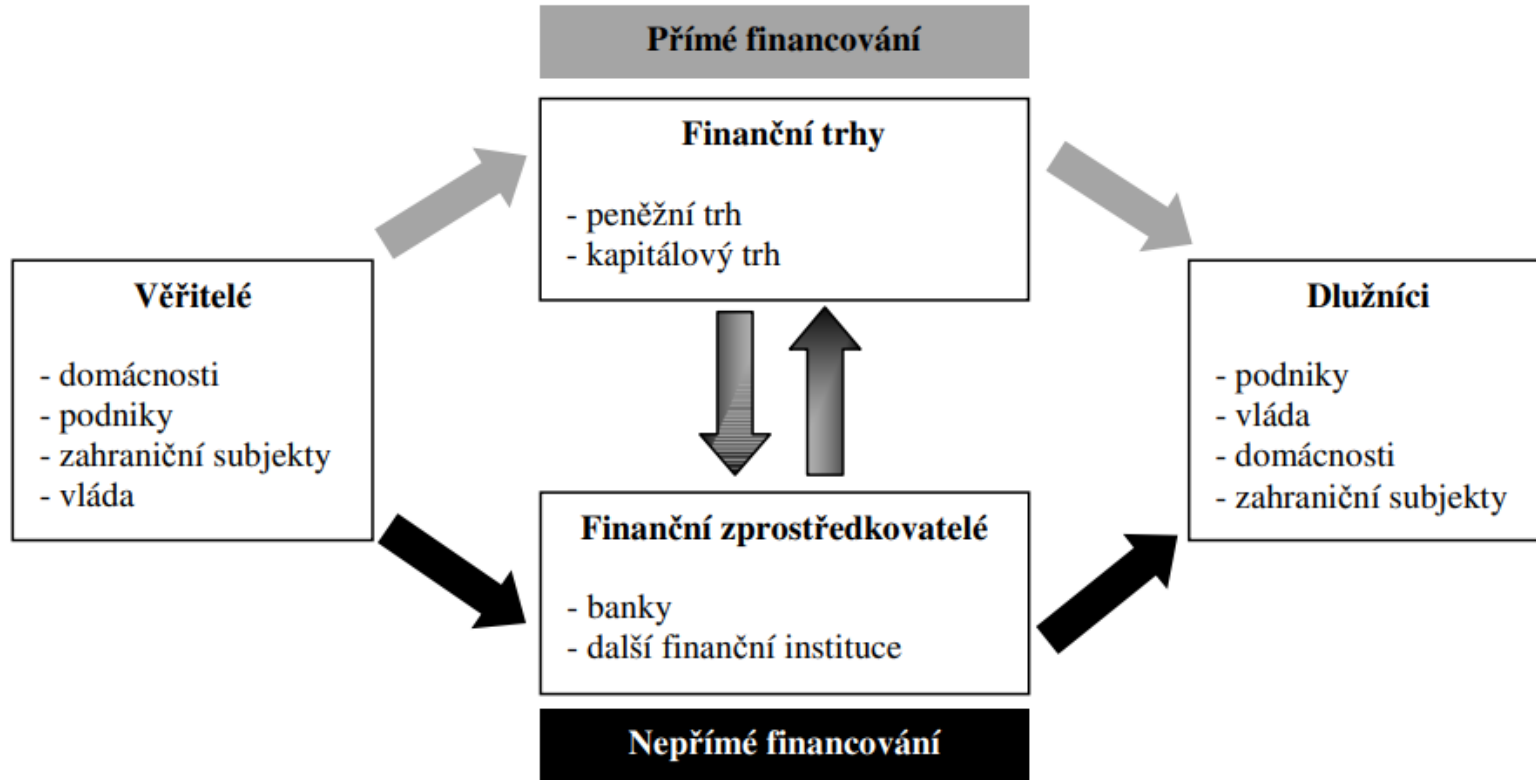 Přímé financování
Finanční trhy
- peněžní trh
- kapitálový trh
Věřitelé
- domácnosti
- podniky
- zahraniční subjekty
- vláda
Dlužníci
- podniky
- vláda
- domácnosti
- zahraniční subjekty
Finanční zprostředkovatelé
- banky
- další finanční instituce
Nepřímé financování